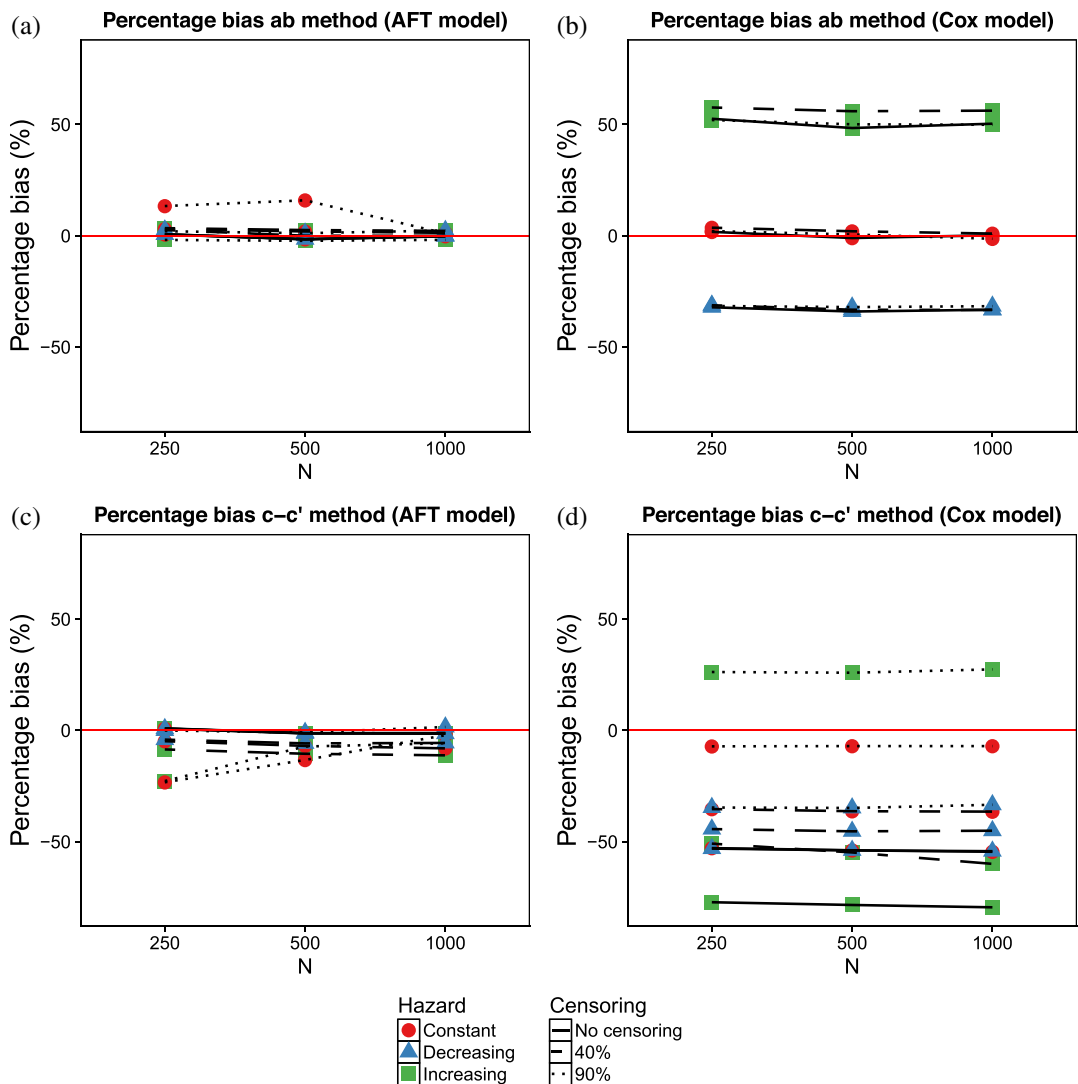 (a) Percentage bias ab method (AFT model)
Percentage bias (%)
50
0
−50
250 500 1000
N
(b) Percentage bias ab method (Cox model)
Percentage bias (%)
50
0
−50
250 500 1000
N
(c) Percentage bias c−c' method (AFT model)
Percentage bias (%)
50
0
−50
250 500 1000
N
(d) Percentage bias c−c' method (Cox model)
Percentage bias (%)
50
0
−50
250 500 1000
N
Hazard
Constant
Decreasing
Increasing
Censoring
No censoring
40%
90%